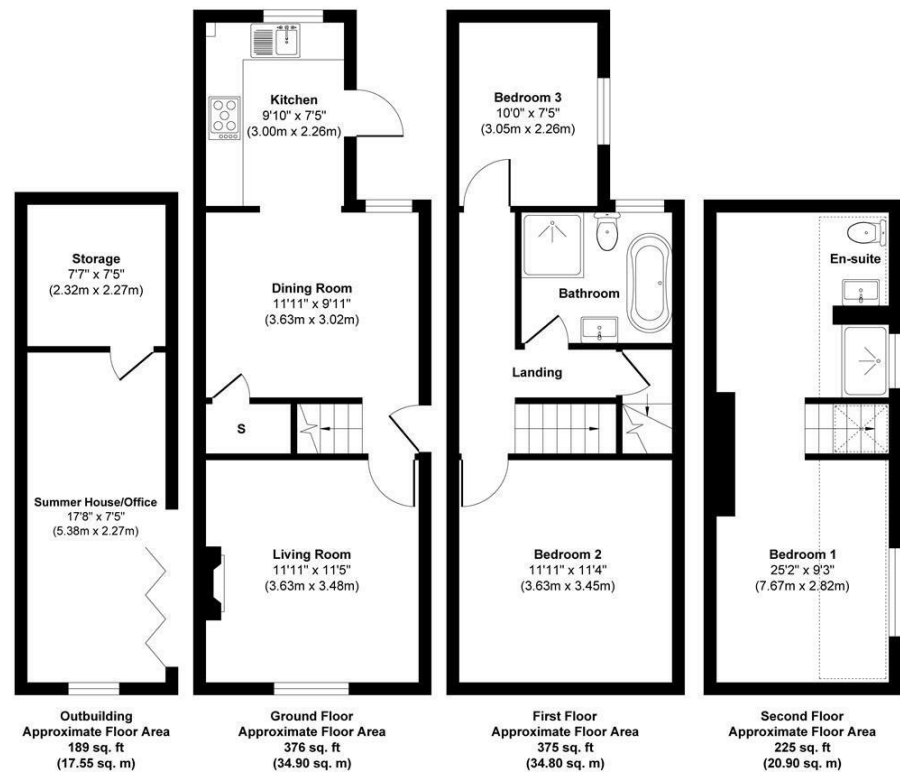 Storage
7'7" x 7'5"
(2.32m x 2.27m)
Summer House/Office
17'8" x 7'5"
(5.38m x 2.27m)
Outbuilding
Approximate Floor Area
189 sq. ft
(17.55 sq. m)
Kitchen
9'10" x 7'5"
(3.00m x 2.26m)
Dining Room
11'11" x 9'11"
(3.63m x 3.02m)
S
Living Room
11'11" x 11'5"
(3.63m x 3.48m)
Ground Floor
Approximate Floor Area
376 sq. ft
(34.90 sq. m)
Bedroom 3
10'0" x 7'5"
(3.05m x 2.26m)
Bathroom
Landing
Bedroom 2
11'11" x 11'4"
(3.63m x 3.45m)
First Floor
Approximate Floor Area
375 sq. ft
(34.80 sq. m)
En-suite
Bedroom 1
25'2" x 9'3"
(7.67m x 2.82m)
Second Floor
Approximate Floor Area
225 sq. ft
(20.90 sq. m)